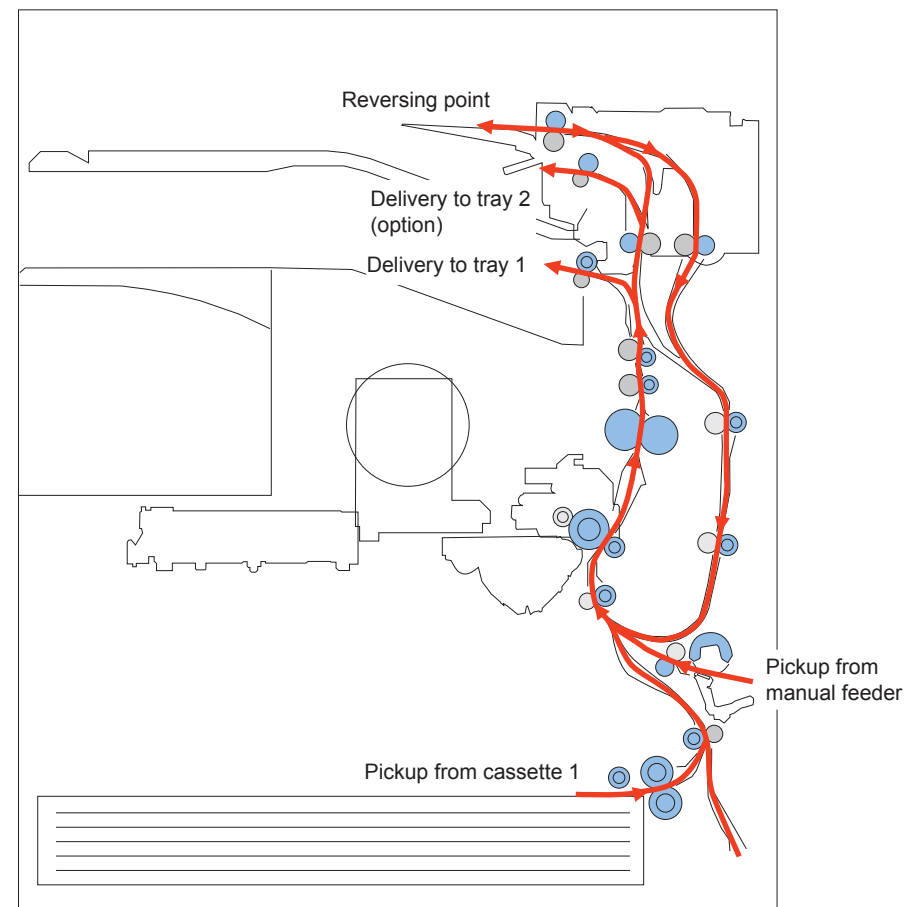 Reversing point
Delivery to tray 2
(option)
Delivery to tray 1
Pickup from
manual feeder
Pickup from cassette 1